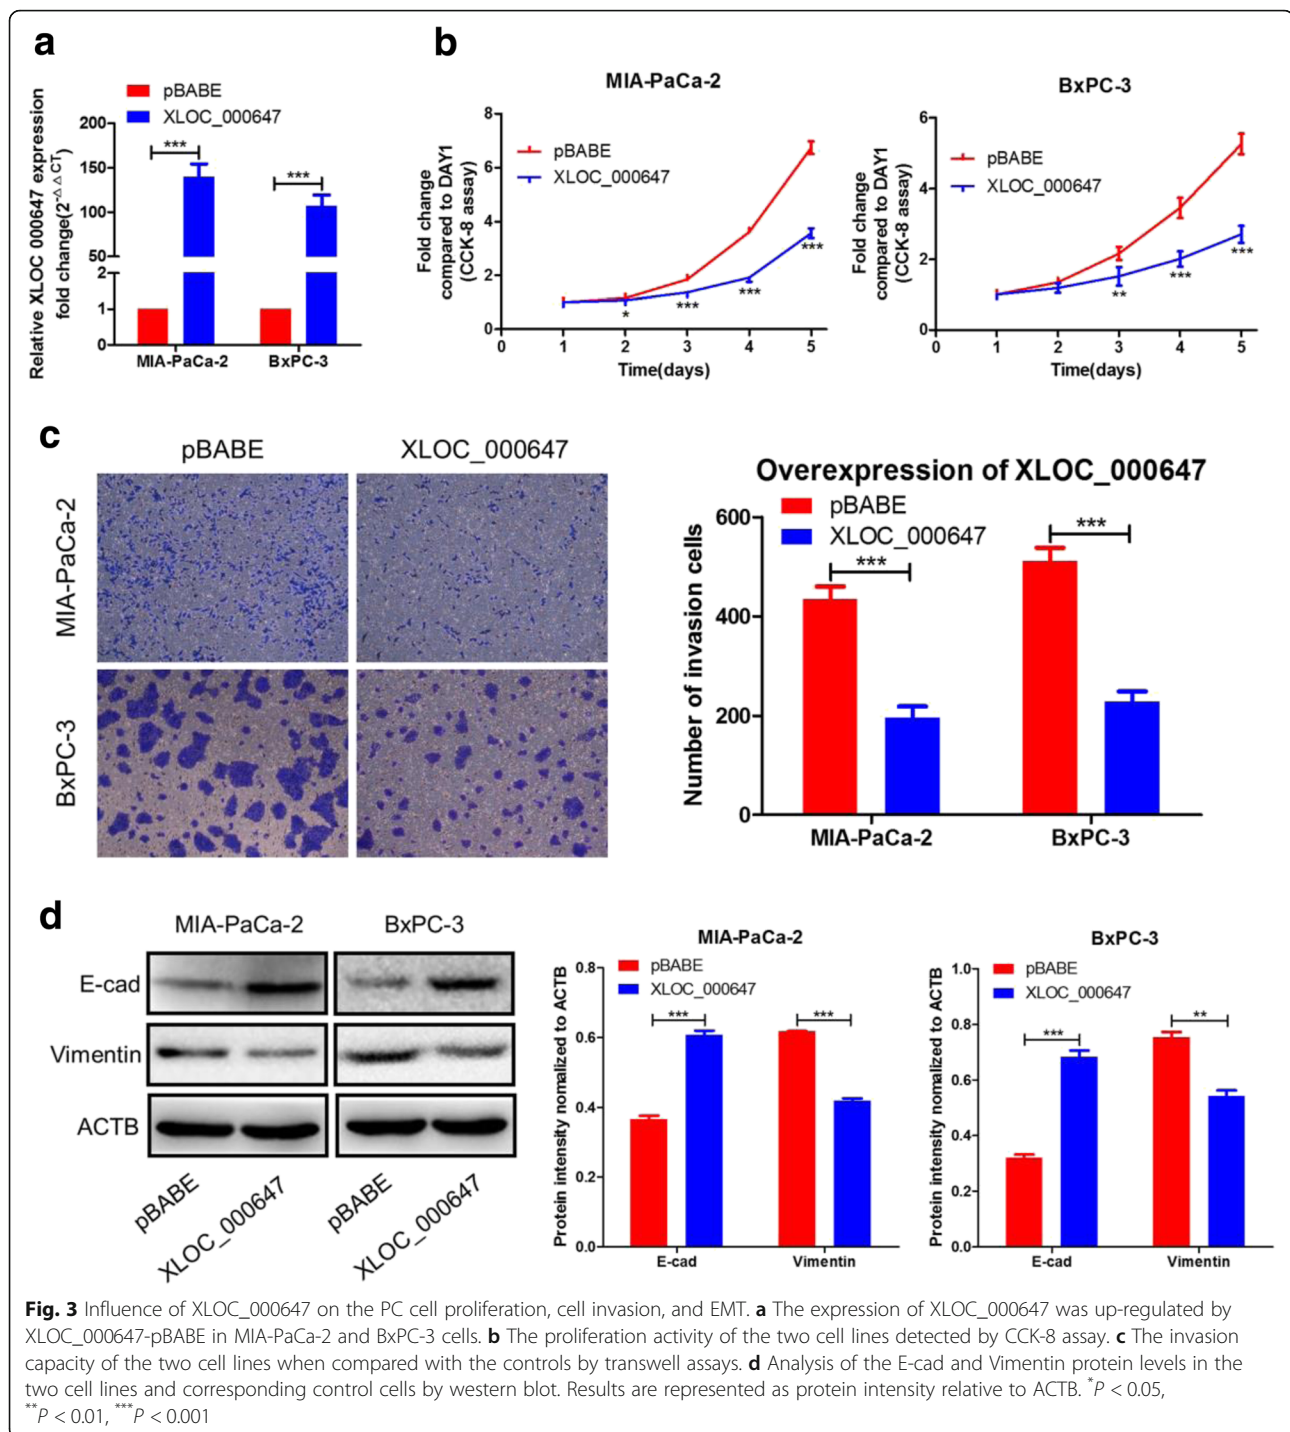 a
pBABE
XLOC_000647
Relative XLOC 000647 expression
fold change(2^-ΔΔCT)
200
150
100
50
2
1
0
***
***
MIA-PaCa-2
BxPC-3
b
MIA-PaCa-2
pBABE
XLOC_000647
Fold change
compared to DAY1
(CCK-8 assay)
8
6
4
2
0
*
***
***
***
0 1 2 3 4 5
Time(days)
BxPC-3
pBABE
XLOC_000647
Fold change
compared to DAY1
(CCK-8 assay)
6
4
2
0
**
***
***
0 1 2 3 4 5
Time(days)
c
pBABE
XLOC_000647
MIA-PaCa-2
BxPC-3
Overexpression of XLOC_000647
pBABE
XLOC_000647
Number of invasion cells
600
400
200
0
***
***
MIA-PaCa-2
BxPC-3
d
MIA-PaCa-2
BxPC-3
E-cad
Vimentin
ACTB
pBABE
XLOC_000647
pBABE
XLOC_000647
MIA-PaCa-2
pBABE
XLOC_000647
Protein intensity nomalized to ACTB
0.8
0.6
0.4
0.2
0.0
***
***
E-cad
Vimentin
BxPC-3
pBABE
XLOC_000647
Protein intensity nomalized to ACTB
1.0
0.8
0.6
0.4
0.2
0.0
***
**
E-cad
Vimentin
Fig. 3 Influence of XLOC_000647 on the PC cell proliferation, cell invasion, and EMT. a The expression of XLOC_000647 was up-regulated by
XLOC_000647-pBABE in MIA-PaCa-2 and BxPC-3 cells. b The proliferation activity of the two cell lines detected by CCK-8 assay. c The invasion
capacity of the two cell lines when compared with the controls by transwell assays. d Analysis of the E-cad and Vimentin protein levels in the
two cell lines and corresponding control cells by western blot. Results are represented as protein intensity relative to ACTB. *P < 0.05,
**P < 0.01, ***P < 0.001